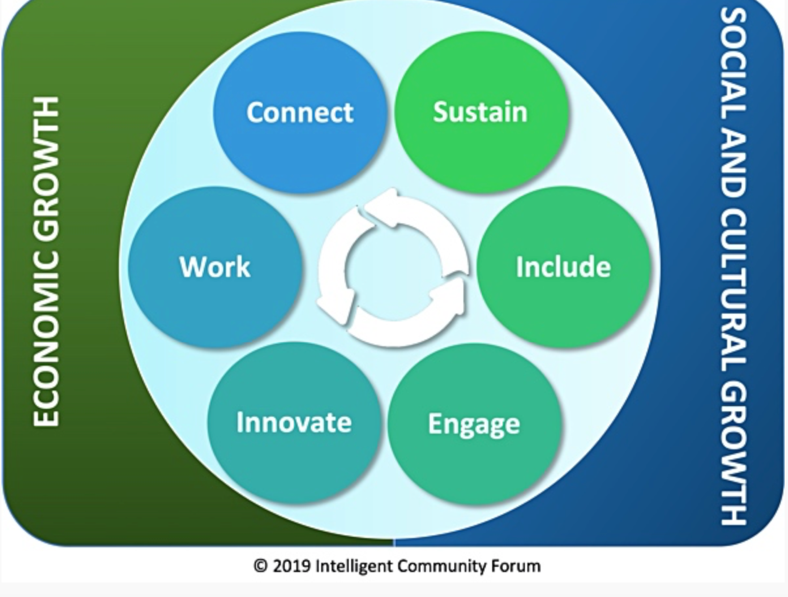 ECONOMIC GROWTH
Connect
Sustain
Work
Include
Innovate
Engage
SOCIAL AND CULTURAL GROWTH
© 2019 Intelligent Community Forum